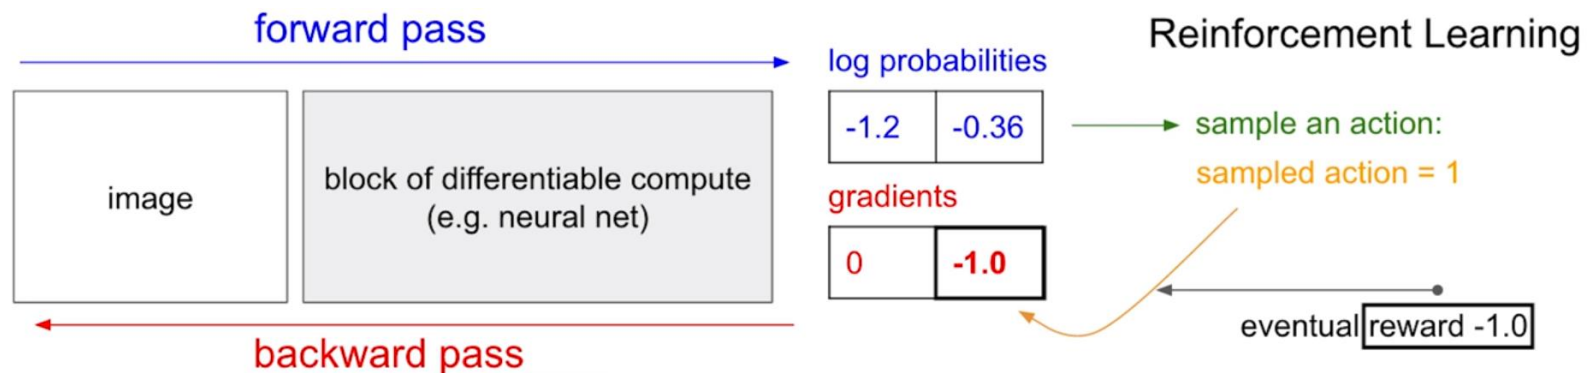 forward pass
Reinforcement Learning
log probabilities
-1.2 -0.36
sample an action:
sampled action = 1
image
block of differentiable compute
(e.g. neural net)
gradients
0 -1.0
eventual reward -1.0
backward pass